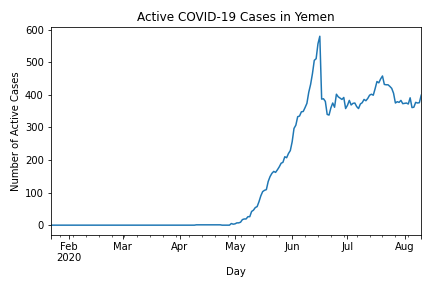 Active COVID-19 Cases in Yemen
Number of Active Cases
600
500
400
300
200
100
0
Feb Mar Apr May Jun Jul Aug
2020
Day